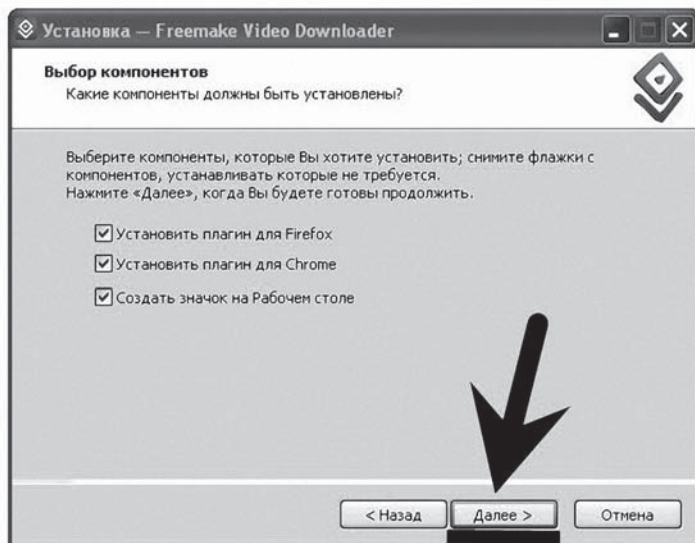 Установка — Freemake Video Downloader
Выбор компонентов
Какие компоненты должны быть установлены?
Выберите компоненты, которые Вы хотите установить; снимите флажки с
компонентов, устанавливать которые не требуется.
Нажмите «Далее», когда Вы будете готовы продолжить.
Установить плагин для Firefox
Установить плагин для Chrome
Создать значок на Рабочем столе
< Назад
Далее >
Отмена